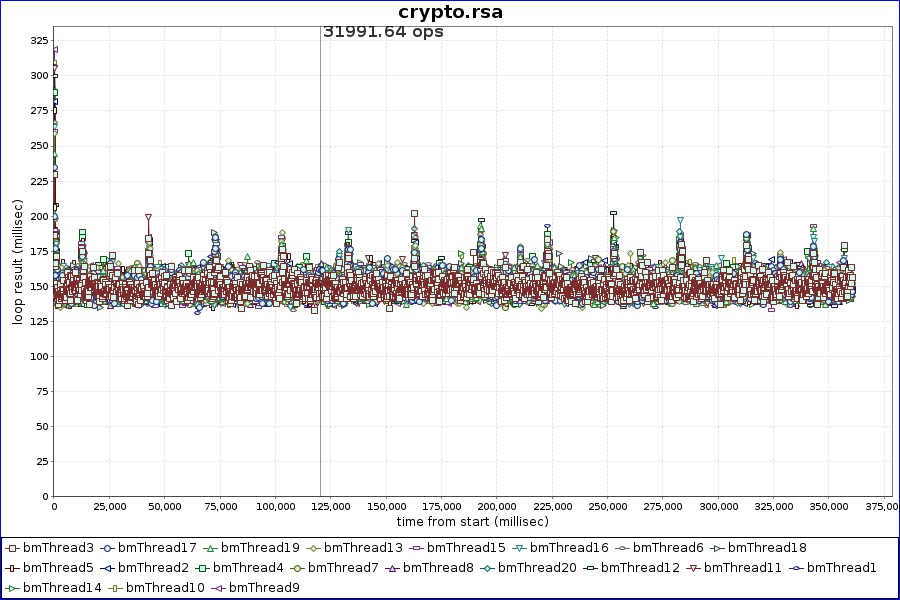 crypto.rsa
31991.64 ops
325
300
275
250
225
200
175
150
125
100
75
50
25
0
loop result (millisec)
0 25,000 50,000 75,000 100,000 125,000 150,000 175,000 200,000 225,000 250,000 275,000 300,000 325,000 350,000 375,00
time from start (millisec)
bmThread3 bmThread17 bmThread19 bmThread13 bmThread15 bmThread16 bmThread6 bmThread18
bmThread5 bmThread2 bmThread4 bmThread7 bmThread8 bmThread20 bmThread12 bmThread11 bmThread1
bmThread14 bmThread10 bmThread9